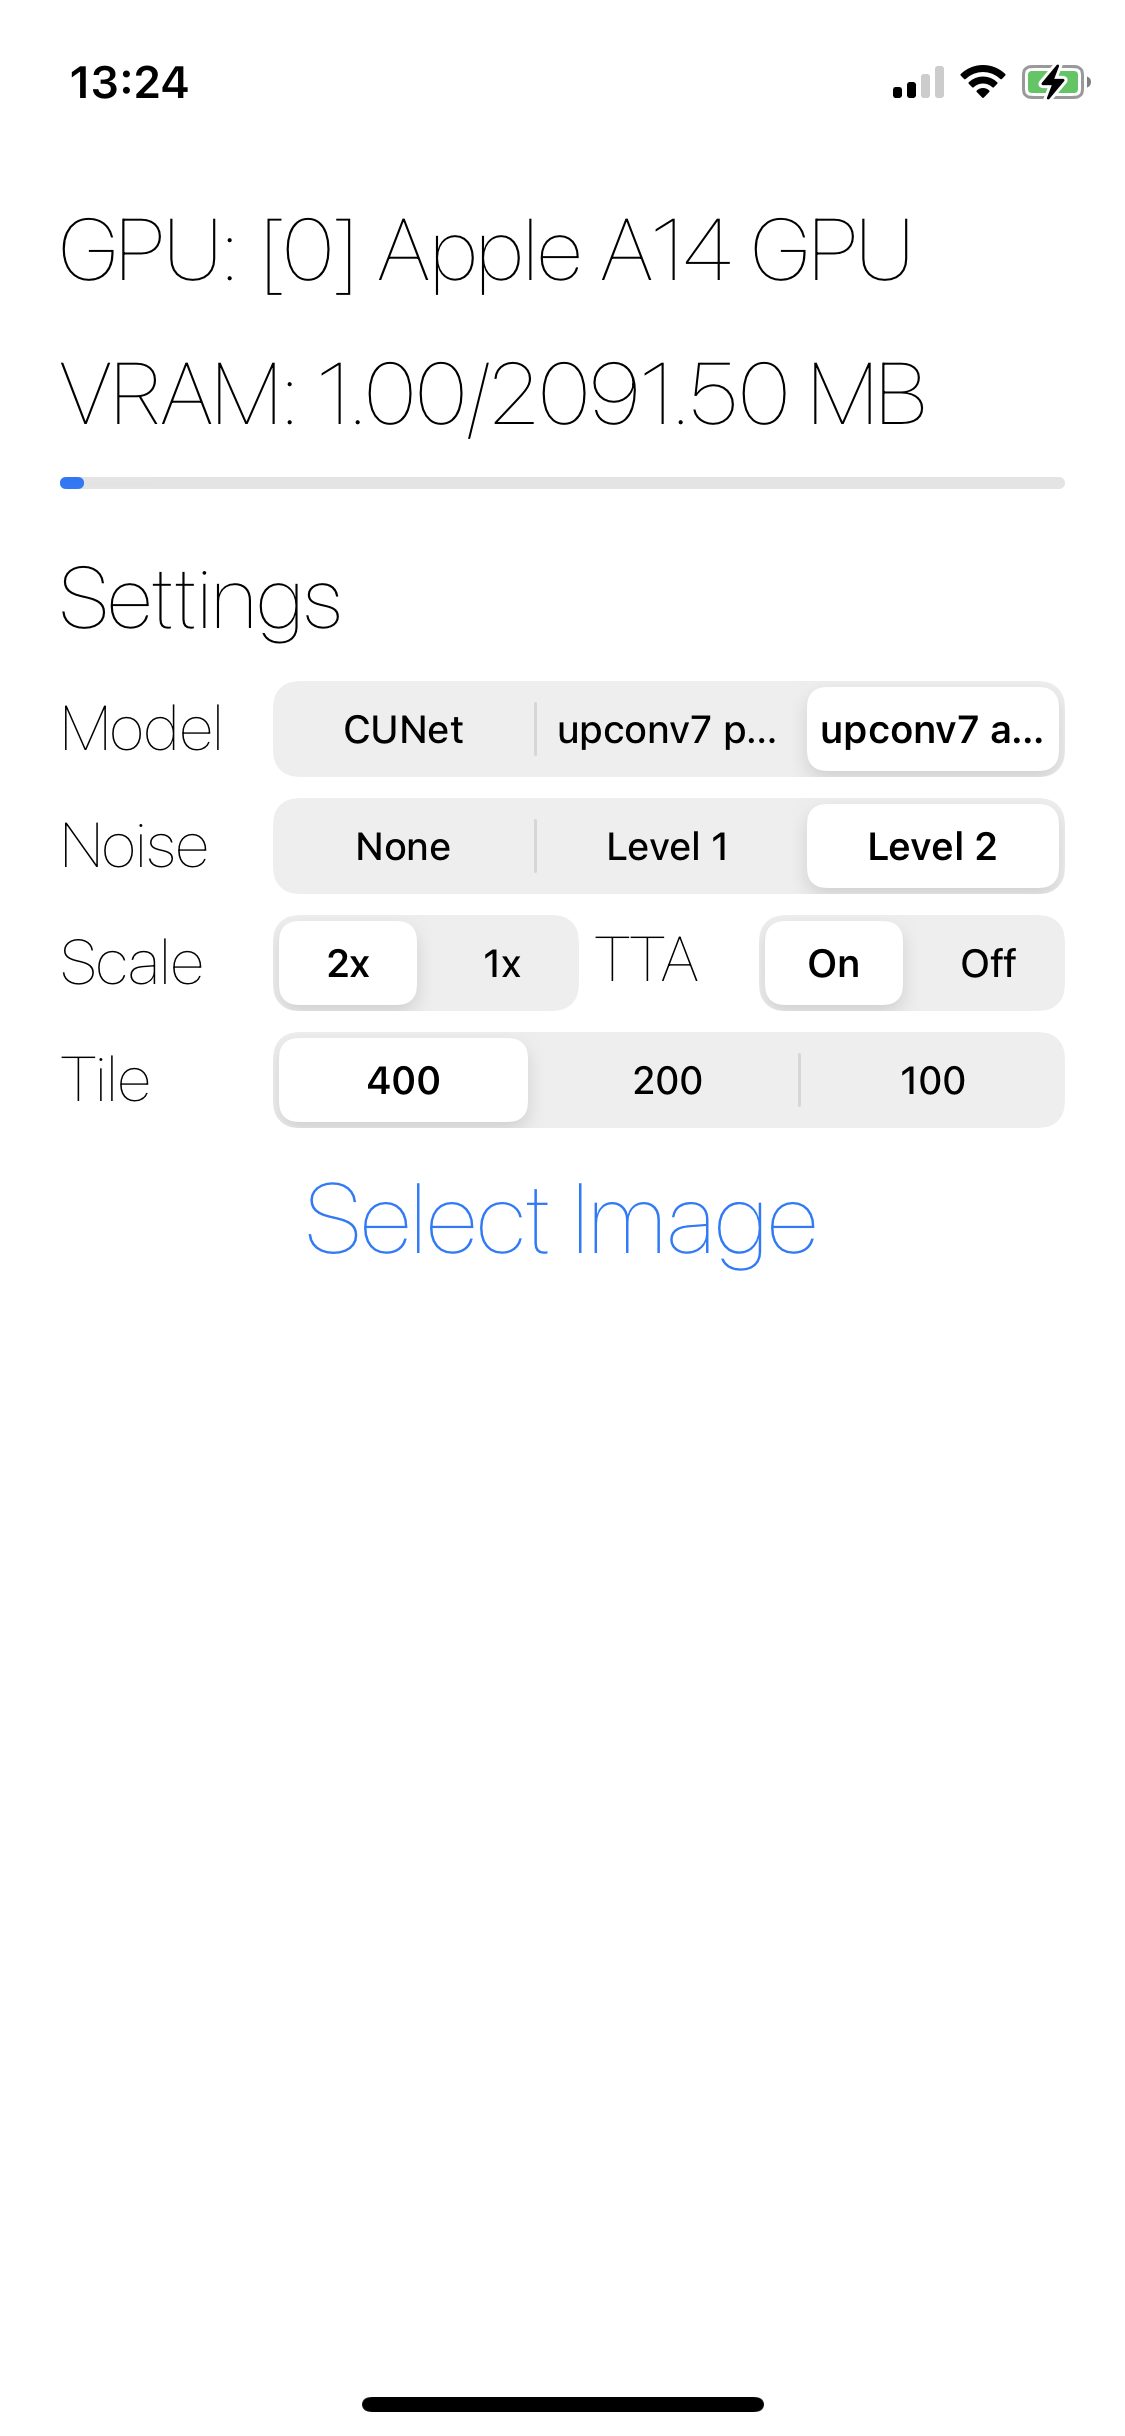 13:24
GPU: [0] Apple A14 GPU
VRAM: 1.00/2091.50 MB
Settings
Model CUNet upconv7 p... upconv7 a...
Noise None Level 1 Level 2
Scale 2x 1x TTA On Off
Tile 400 200 100
Select Image